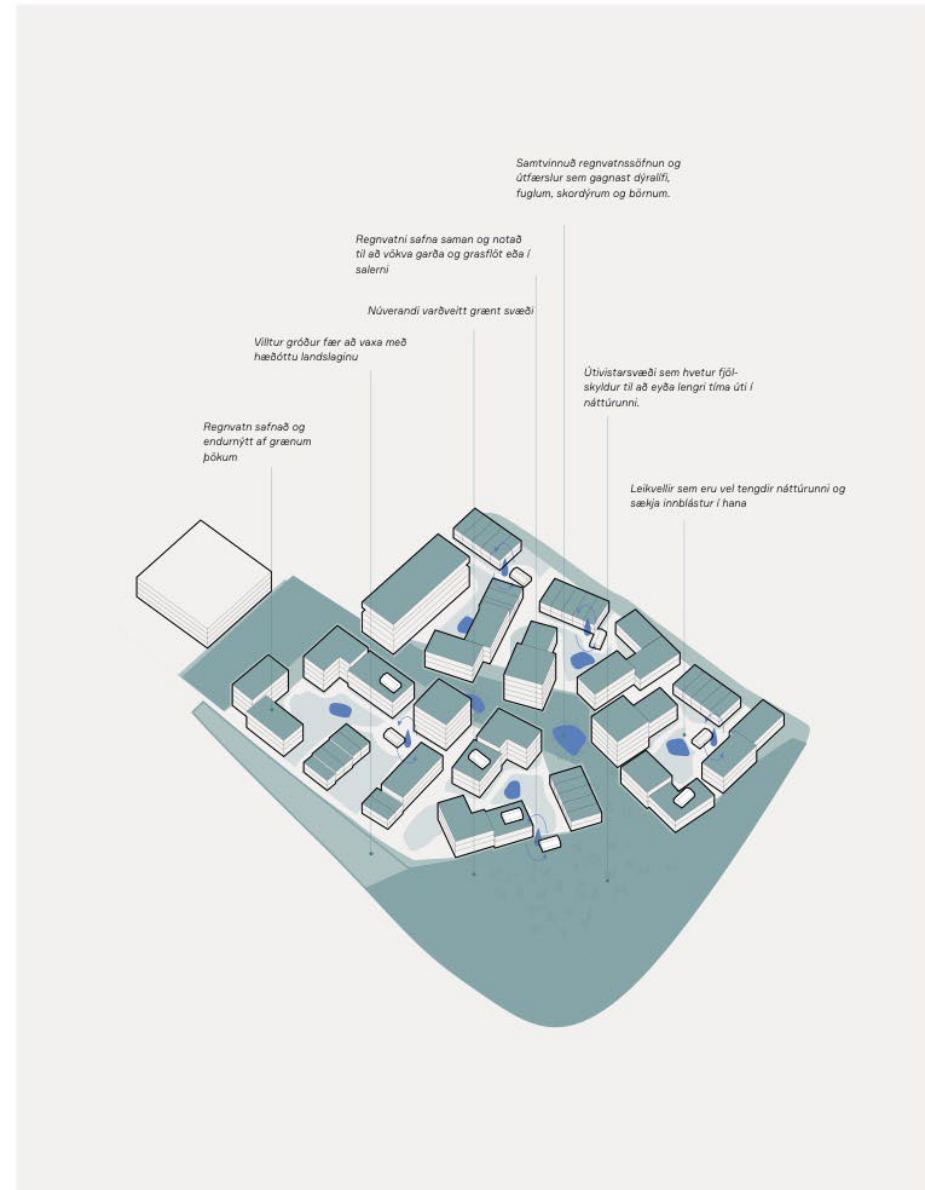 Samtvinnuð regnvatnssöfnun og
útfærslur sem gagnast dýralífi,
fuglum, skordýrum og börnum.
Regnvatni safna saman og notað
til að vökva garða og grasflöt eða í
salerni
Núverandi varðveitt grænt svæði
Villtur gróður fær að vaxa með
hæðóttu landslaginu
Útivistarsvæði sem hvetur fjöl-
skyldur til að eyða lengri tíma úti í
náttúrunni.
Regnvatn safnað og
endurnýtt af grænum
þökum
Leikvellir sem eru vel tengdir náttúrunni og
sækja innblástur í hana